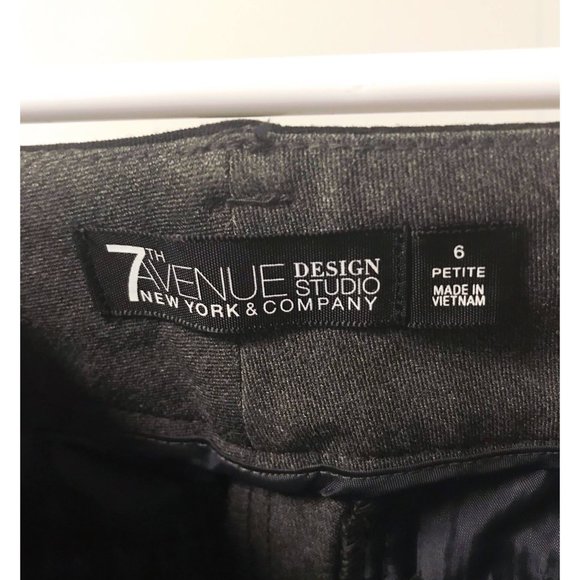 7TH AVENUE DESIGN STUDIO
NEW YORK & COMPANY
6
PETITE
MADE IN
VIETNAM